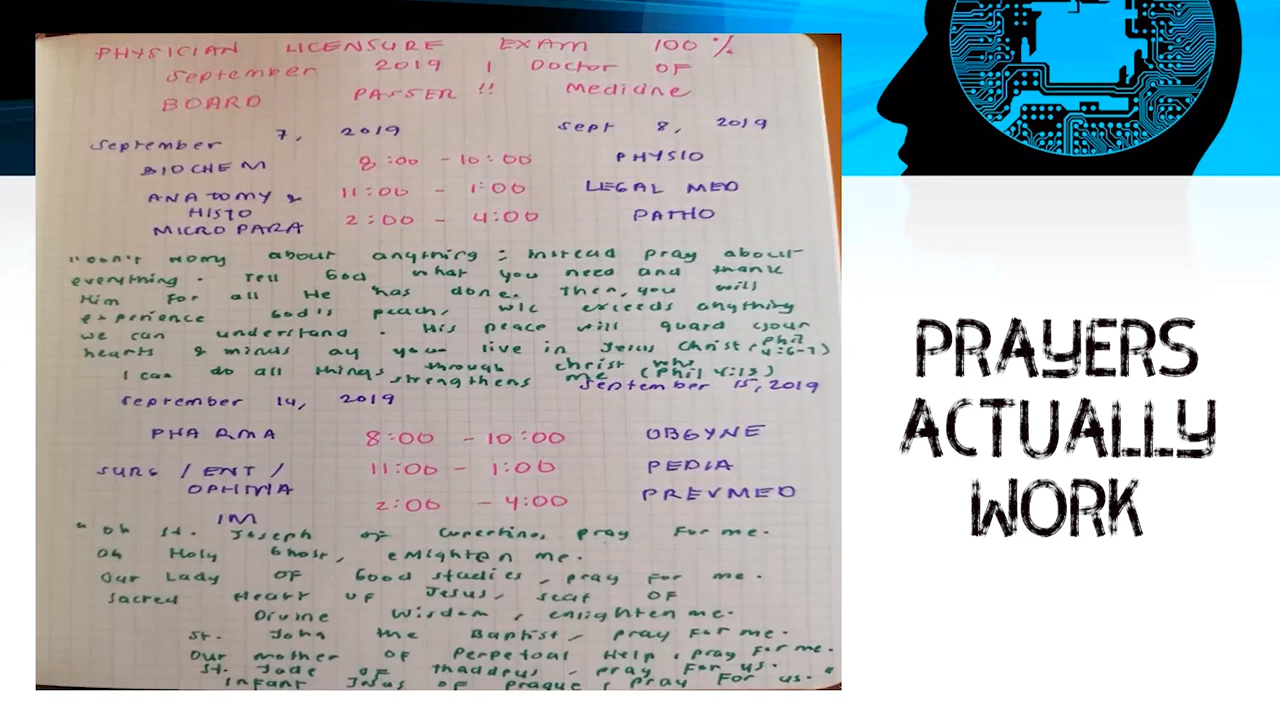 PHYSICIAN LICENSURE EXAM 100 %
September 2019 | DOCTOR OF
BOARD PASSER !! Medicine
September 7, 2019 Sept 8, 2019
BIOCHEM 8:00 - 10:00 PHYSIO
ANATOMY & 11:00 - 1:00 LEGAL MED
HISTO
MICRO PARA 2:00 - 4:00 PATHO
"Don't worry about anything ; instead pray about
everything . Tell God what you need and thank
Him for all He has done. Then, you will
experience God's peach, w/c exceeds anything
we can understand . His peace will guard your
hearts & minds as you live in Jesus Christ (Phil 4:6-7)
I can do all things through christ who
strengthens me (Phil 4:13)
September 14, 2019 September 15, 2019
PHARMA 8:00 - 10:00 OBGYNE
SURG / ENT / 11:00 - 1:00 PEDIA
OPHTHA
IM 2:00 - 4:00 PREVMED
" Oh St. Joseph of Cupertino, pray for me.
Oh Holy Ghost, enlighten me.
Our Lady of Good studies, pray for me.
Sacred Heart of Jesus, seat of
Divine Wisdom, enlighten me.
St. John the Baptist, pray for me.
Our mother of Perpetual Help, pray for me.
St. Jude of Thaddeus, pray for us.
Infant Jesus of Prague, pray for us. "
PRAYERS
ACTUALLY
WORK